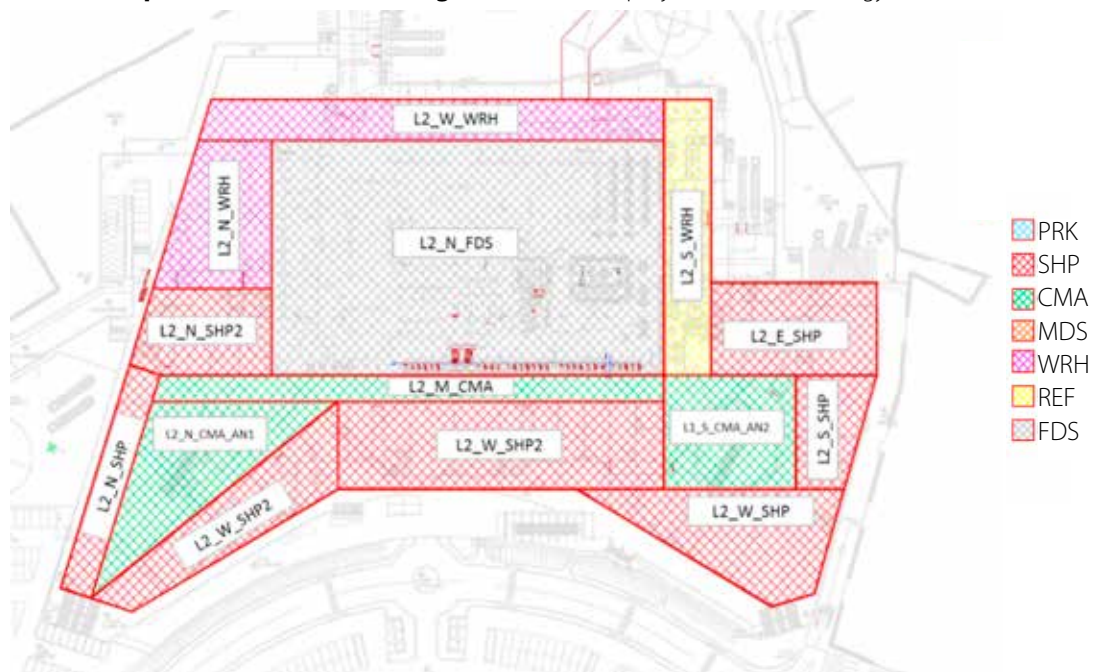 L2_W_WRH
L2_N_WRH
L2_S_WRH
L2_N_FDS
L2_N_SHP2
L2_E_SHP
L2_M_CMA
L2_N_CMA_AN1
L2_W_SHP2
L1_S_CMA_AN2
L2_S_SHP
L2_N_SHP
L2_W_SHP2
L2_W_SHP
PRK
SHP
CMA
MDS
WRH
REF
FDS